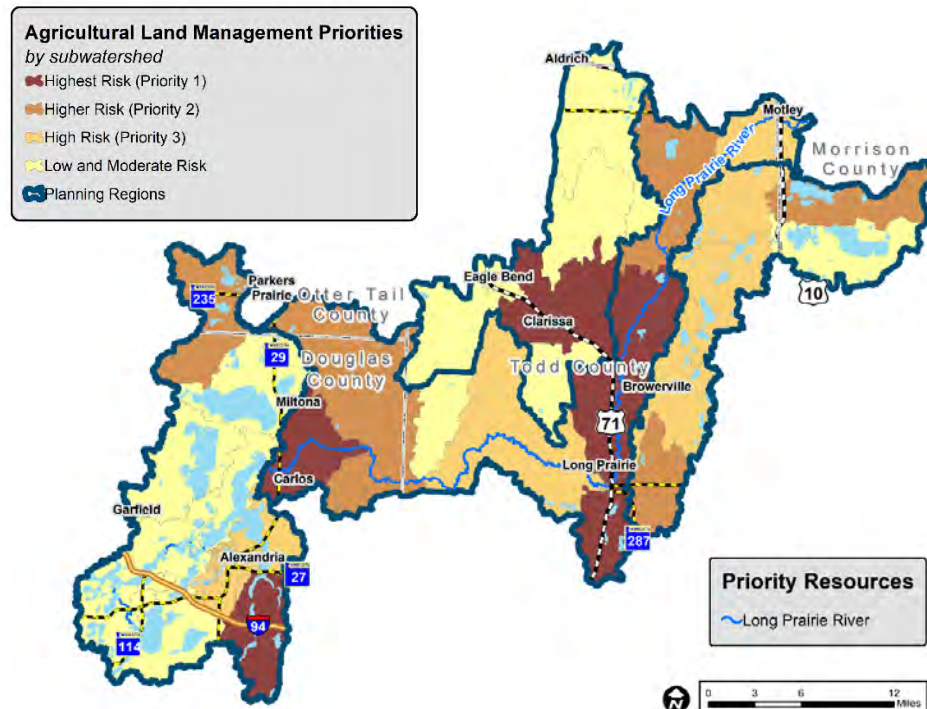 Agricultural Land Management Priorities
by subwatershed
Highest Risk (Priority 1)
Higher Risk (Priority 2)
High Risk (Priority 3)
Low and Moderate Risk
Planning Regions
Aldrich
Motley
Morrison
County
Long Prairie River
10
Eagle Bend
Clarissa
Todd County
Browerville
71
Long Prairie
287
Parkers
Prairie
235
Otter Tail
County
Douglas
County
29
Miltona
Carlos
Garfield
Alexandria
27
94
114
Priority Resources
Long Prairie River
0 3 6 12
Miles